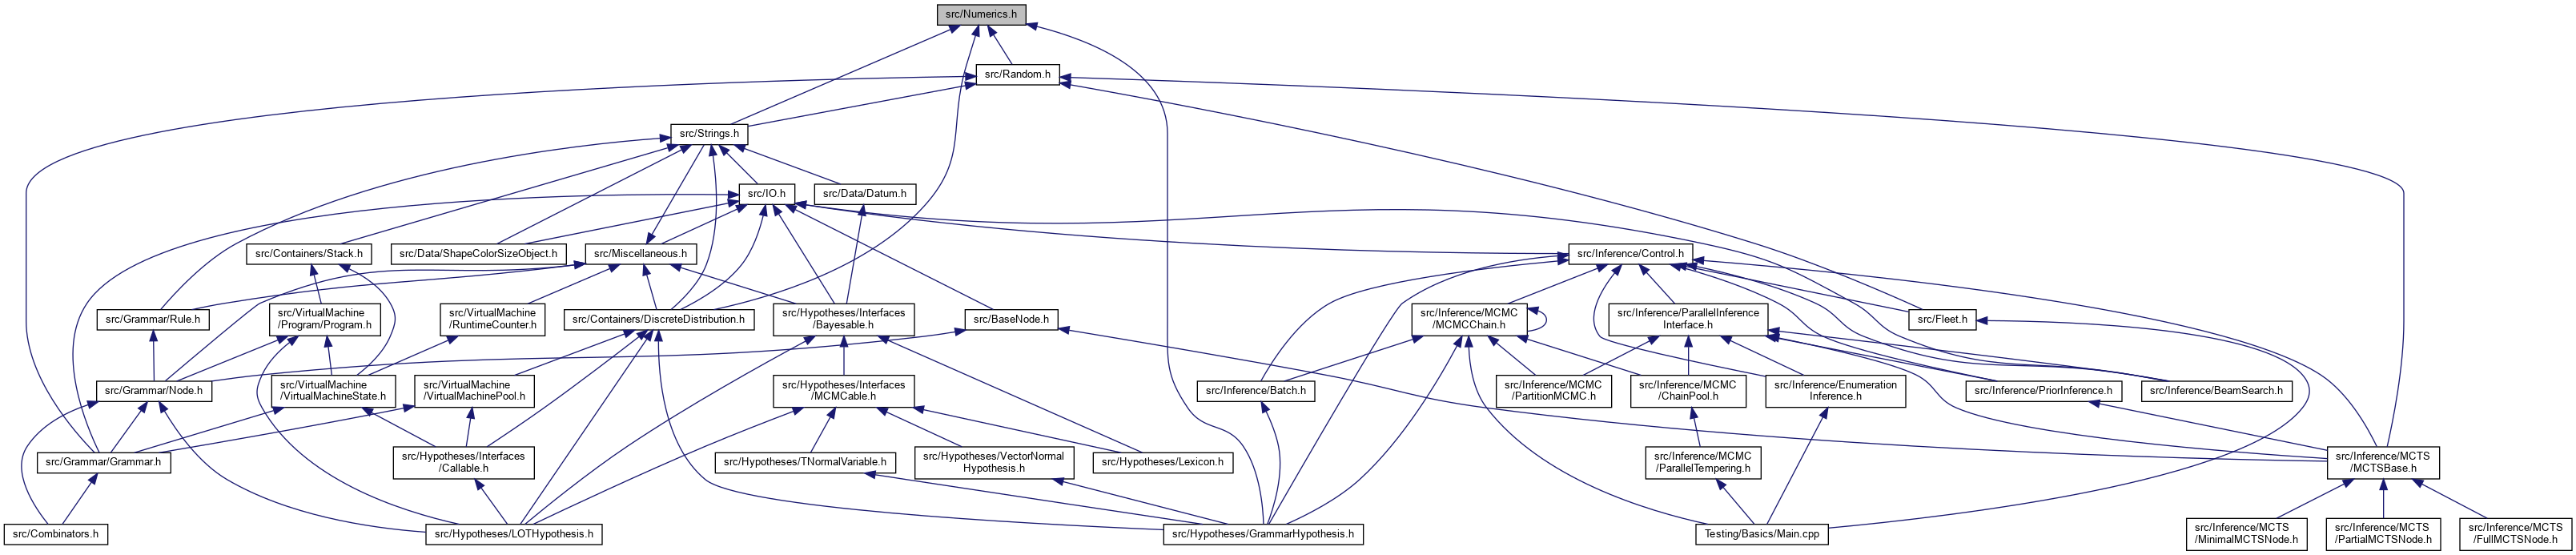 src/Numerics.h
src/Random.h
src/Strings.h
src/IO.h
src/Data/Datum.h
src/Containers/Stack.h
src/Data/ShapeColorSizeObject.h
src/Miscellaneous.h
src/Inference/Control.h
src/Grammar/Rule.h
src/VirtualMachine
/Program/Program.h
src/VirtualMachine
/RuntimeCounter.h
src/Containers/DiscreteDistribution.h
src/Hypotheses/Interfaces
/Bayesable.h
src/BaseNode.h
src/Inference/MCMC
/MCMCChain.h
src/Inference/ParallelInference
Interface.h
src/Fleet.h
src/Grammar/Node.h
src/VirtualMachine
/VirtualMachineState.h
src/VirtualMachine
/VirtualMachinePool.h
src/Hypotheses/Interfaces
/MCMCable.h
src/Inference/Batch.h
src/Inference/MCMC
/PartitionMCMC.h
src/Inference/MCMC
/ChainPool.h
src/Inference/Enumeration
Inference.h
src/Inference/PriorInference.h
src/Inference/BeamSearch.h
src/Grammar/Grammar.h
src/Hypotheses/Interfaces
/Callable.h
src/Hypotheses/TNormalVariable.h
src/Hypotheses/VectorNormal
Hypothesis.h
src/Hypotheses/Lexicon.h
src/Inference/MCMC
/ParallelTempering.h
src/Inference/MCTS
/MCTSBase.h
src/Combinators.h
src/Hypotheses/LOTHypothesis.h
src/Hypotheses/GrammarHypothesis.h
Testing/Basics/Main.cpp
src/Inference/MCTS
/MinimalMCTSNode.h
src/Inference/MCTS
/PartialMCTSNode.h
src/Inference/MCTS
/FullMCTSNode.h